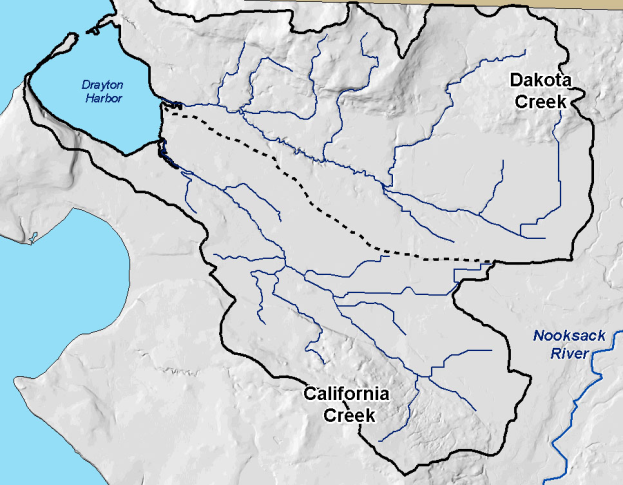 Drayton
Harbor
Dakota
Creek
Nooksack
River
California
Creek